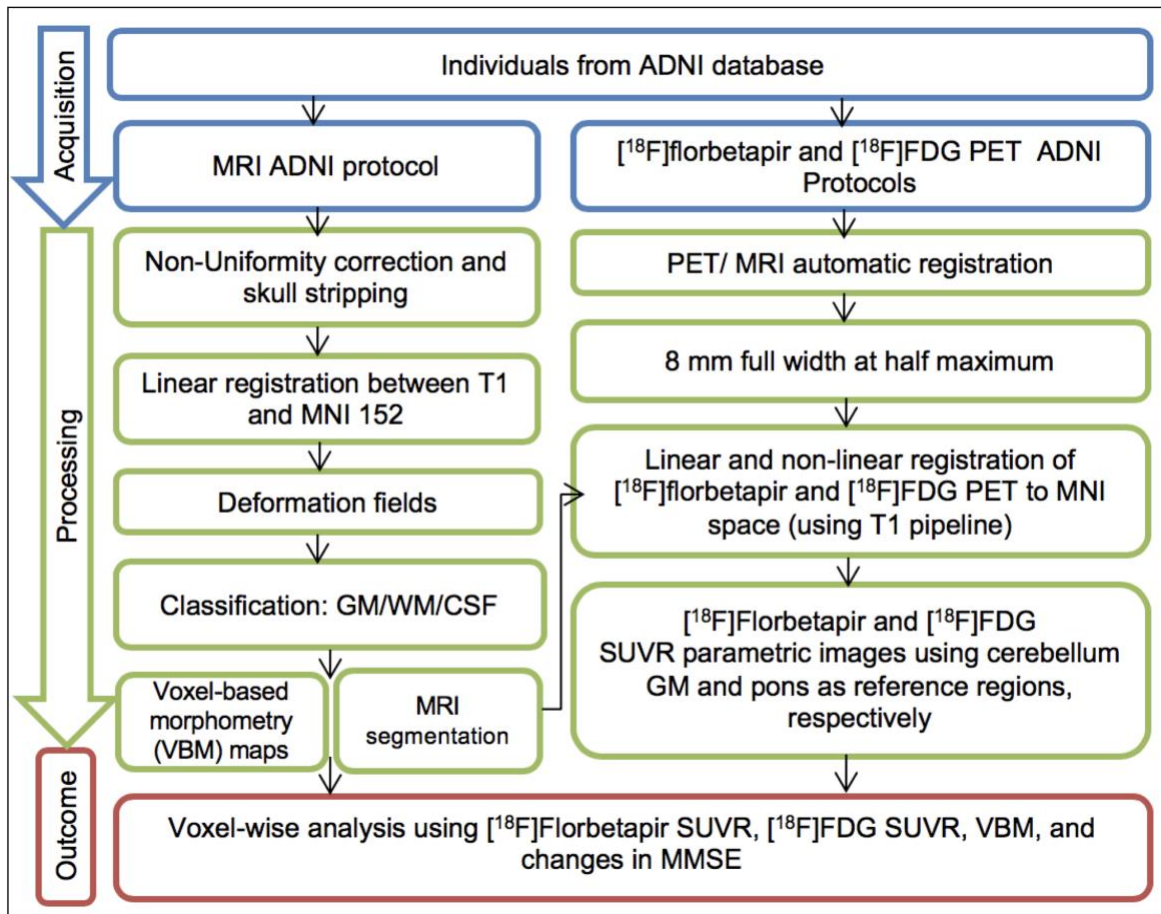 Acquisition
Individuals from ADNI database
MRI ADNI protocol
[¹⁸F]florbetapir and [¹⁸F]FDG PET ADNI
Protocols
Processing
Non-Uniformity correction and
skull stripping
Linear registration between T1
and MNI 152
Deformation fields
Classification: GM/WM/CSF
Voxel-based
morphometry
(VBM) maps
MRI
segmentation
PET/ MRI automatic registration
8 mm full width at half maximum
Linear and non-linear registration of
[¹⁸F]florbetapir and [¹⁸F]FDG PET to MNI
space (using T1 pipeline)
[¹⁸F]Florbetapir and [¹⁸F]FDG
SUVR parametric images using cerebellum
GM and pons as reference regions,
respectively
Outcome
Voxel-wise analysis using [¹⁸F]Florbetapir SUVR, [¹⁸F]FDG SUVR, VBM, and
changes in MMSE